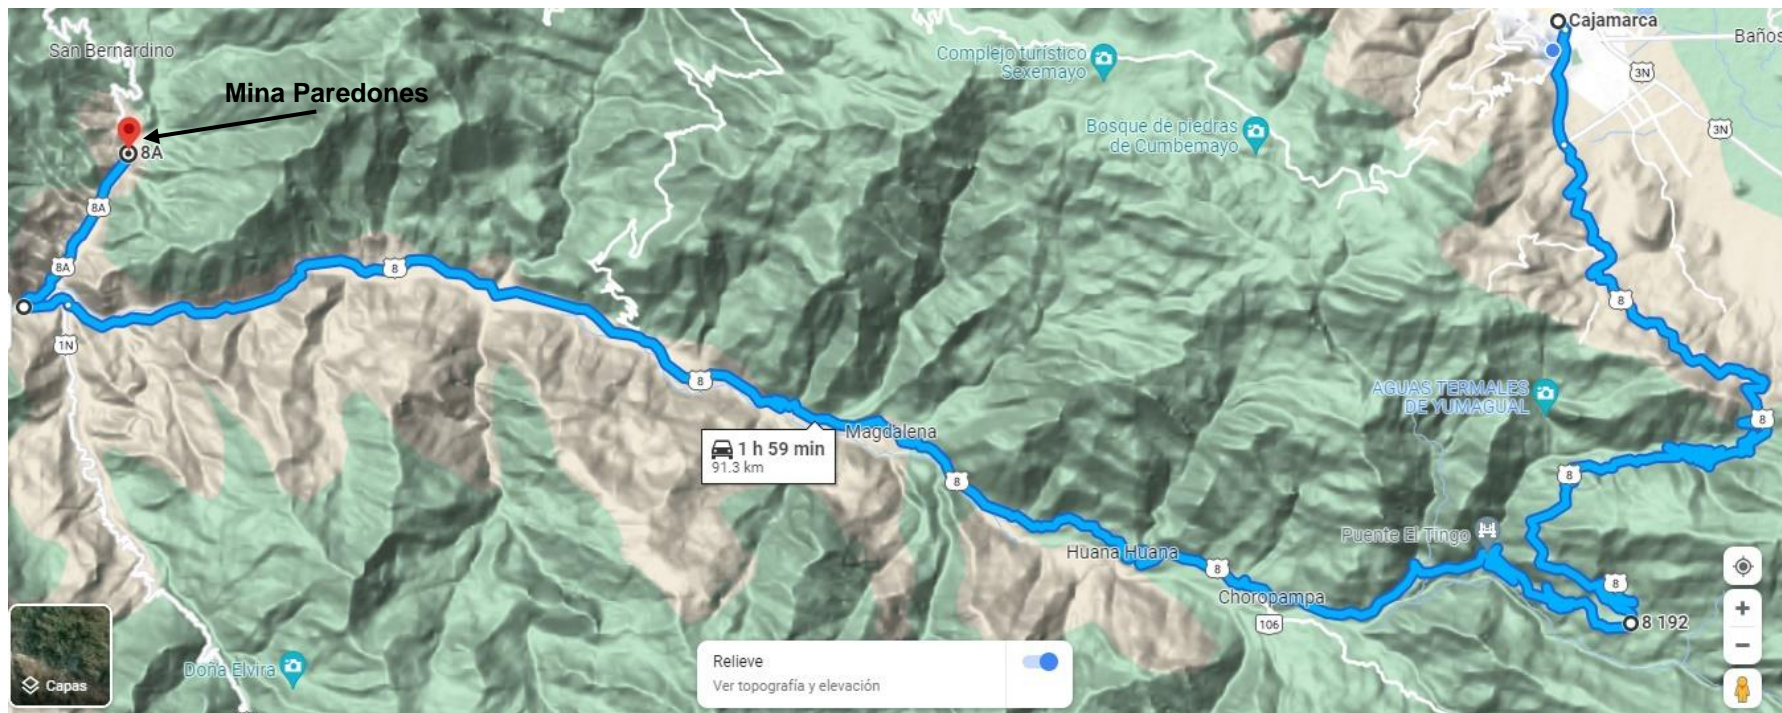 Cajamarca
Baños
San Bernardino
Complejo turístico
Sexemayo
3N
Mina Paredones
3N
Bosque de piedras
de Cumbemayo
8A
8A
8A
8
8
1N
8
AGUAS TERMALES
DE YUMAGUAL
8
Magdalena
1 h 59 min
91.3 km
8
8
Puente El Tingo
Huana Huana
8
8
Choropampa
106
8 192
Doña Elvira
Capas
Relieve
Ver topografía y elevación
+
−